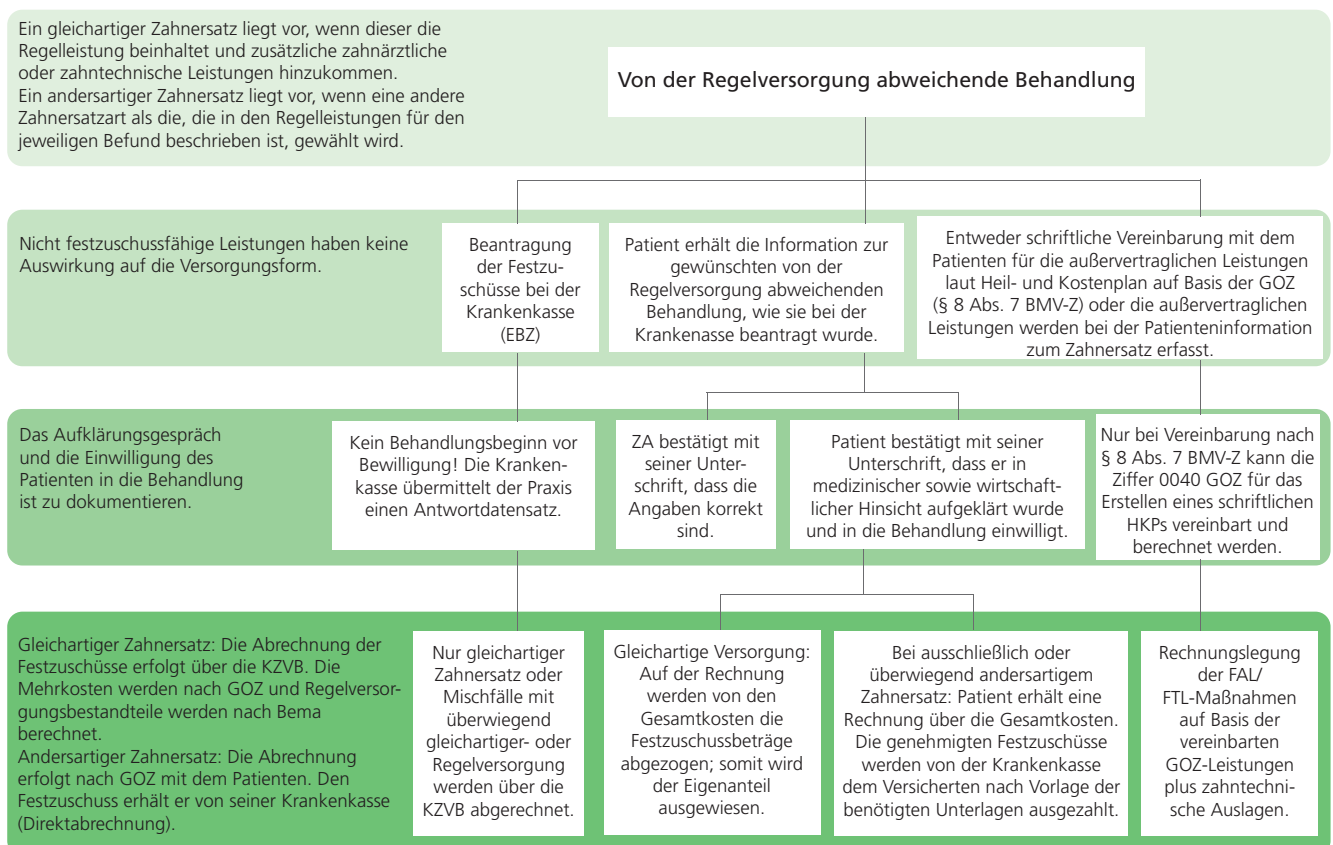 Ein gleichartiger Zahnersatz liegt vor, wenn dieser die
Regelleistung beinhaltet und zusätzliche zahnärztliche
oder zahntechnische Leistungen hinzukommen.
Ein andersartiger Zahnersatz liegt vor, wenn eine andere
Zahnersatzart als die, die in den Regelleistungen für den
jeweiligen Befund beschrieben ist, gewählt wird.
Von der Regelversorgung abweichende Behandlung
Nicht festzuschussfähige Leistungen haben keine
Auswirkung auf die Versorgungsform.
Beantragung
der Festzu-
schüsse bei der
Krankenkasse
(EBZ)
Patient erhält die Information zur
gewünschten von der
Regelversorgung abweichenden
Behandlung, wie sie bei der
Krankenasse beantragt wurde.
Entweder schriftliche Vereinbarung mit dem
Patienten für die außervertraglichen Leistungen
laut Heil- und Kostenplan auf Basis der GOZ
(§ 8 Abs. 7 BMV-Z) oder die außervertraglichen
Leistungen werden bei der Patienteninformation
zum Zahnersatz erfasst.
Das Aufklärungsgespräch
und die Einwilligung des
Patienten in die Behandlung
ist zu dokumentieren.
Kein Behandlungsbeginn vor
Bewilligung! Die Kranken-
kasse übermittelt der Praxis
einen Antwortdatensatz.
ZA bestätigt mit
seiner Unter-
schrift, dass die
Angaben korrekt
sind.
Patient bestätigt mit seiner
Unterschrift, dass er in
medizinischer sowie wirtschaft-
licher Hinsicht aufgeklärt wurde
und in die Behandlung einwilligt.
Nur bei Vereinbarung nach
§ 8 Abs. 7 BMV-Z kann die
Ziffer 0040 GOZ für das
Erstellen eines schriftlichen
HKPs vereinbart und
berechnet werden.
Gleichartiger Zahnersatz: Die Abrechnung der
Festzuschüsse erfolgt über die KZVB. Die
Mehrkosten werden nach GOZ und Regelversor-
gungsbestandteile werden nach Bema
berechnet.
Andersartiger Zahnersatz: Die Abrechnung
erfolgt nach GOZ mit dem Patienten. Den
Festzuschuss erhält er von seiner Krankenkasse
(Direktabrechnung).
Nur gleichartiger
Zahnersatz oder
Mischfälle mit
überwiegend
gleichartiger- oder
Regelversorgung
werden über die
KZVB abgerechnet.
Gleichartige Versorgung:
Auf der Rechnung
werden von den
Gesamtkosten die
Festzuschussbeträge
abgezogen; somit wird
der Eigenanteil
ausgewiesen.
Bei ausschließlich oder
überwiegend andersartigem
Zahnersatz: Patient erhält eine
Rechnung über die Gesamtkosten.
Die genehmigten Festzuschüsse
werden von der Krankenkasse
dem Versicherten nach Vorlage der
benötigten Unterlagen ausgezahlt.
Rechnungslegung
der FAL/
FTL-Maßnahmen
auf Basis der
vereinbarten
GOZ-Leistungen
plus zahntechni-
sche Auslagen.